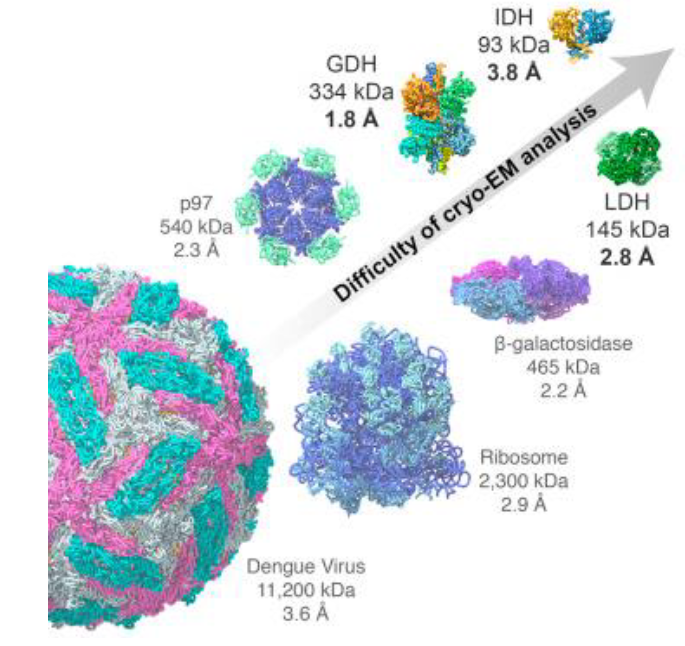 IDH
93 kDa
3.8 Å
GDH
334 kDa
1.8 Å
Difficulty of cryo-EM analysis
LDH
145 kDa
2.8 Å
p97
540 kDa
2.3 Å
β-galactosidase
465 kDa
2.2 Å
Ribosome
2,300 kDa
2.9 Å
Dengue Virus
11,200 kDa
3.6 Å